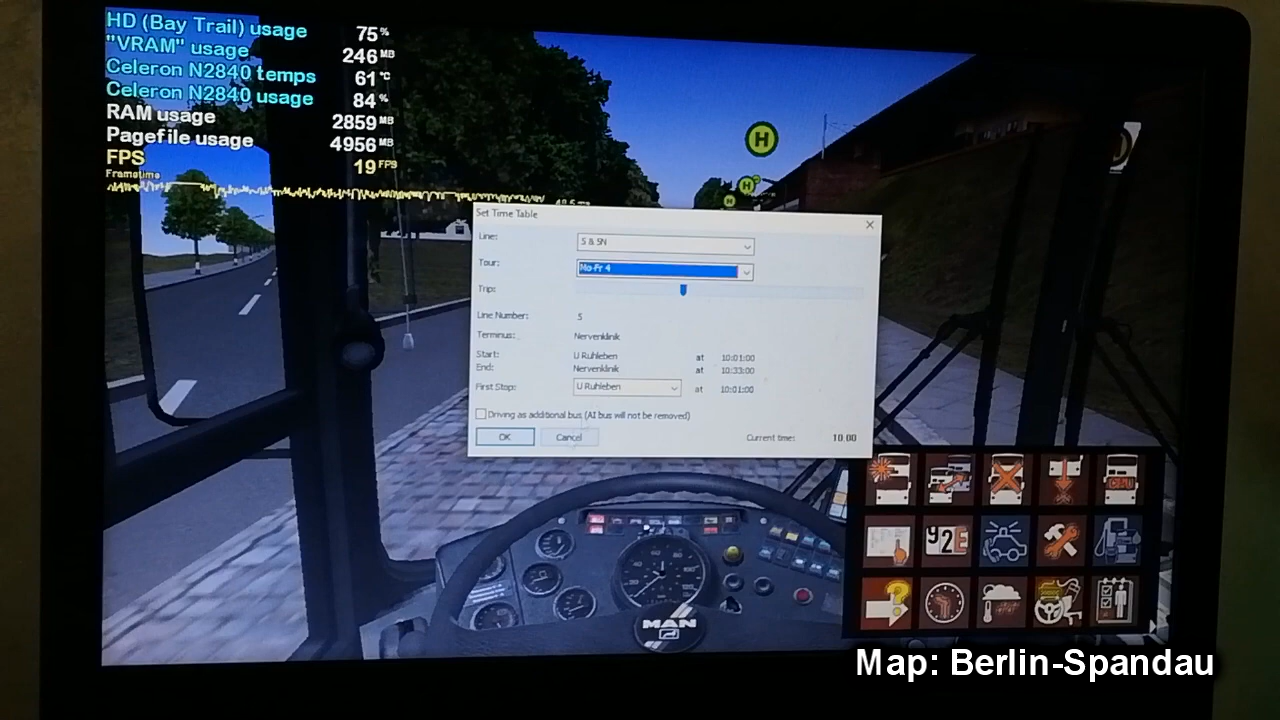 HD (Bay Trail) usage 75%
"VRAM" usage 246MB
Celeron N2840 temps 61°C
Celeron N2840 usage 84%
RAM usage 2859MB
Pagefile usage 4956MB
FPS 19FPS
Frametime
H
H
H
Set Time Table
Line: 5 & 5N
Tour: Mo-Fr 4
Trip:
Line Number: 5
Terminus: Nervenklinik
Start: U Ruhleben at 10:01:00
End: Nervenklinik at 10:33:00
First Stop: U Ruhleben at 10:01:00
Driving as additional bus (AI bus will not be removed)
OK Cancel Current time: 10:00
92E
MAN
Map: Berlin-Spandau